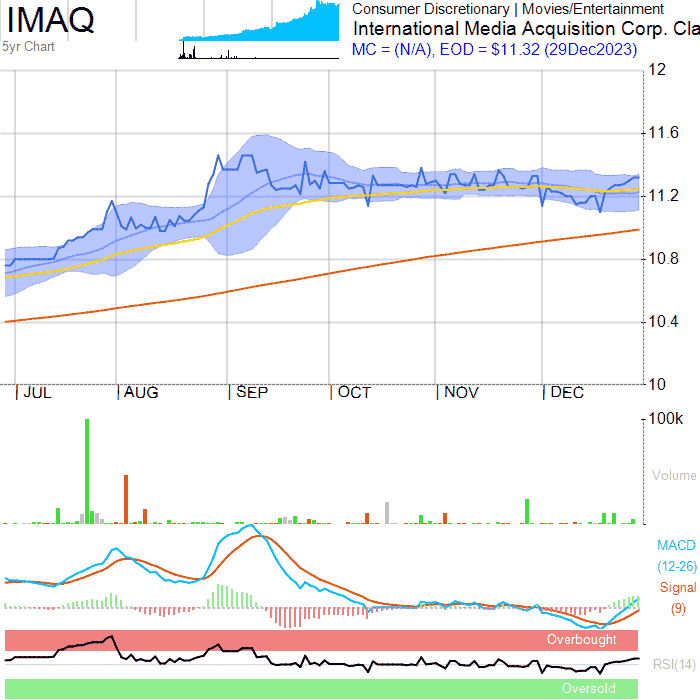 IMAQ
5yr Chart
Consumer Discretionary | Movies/Entertainment
International Media Acquisition Corp. Cla
MC = (N/A), EOD = $11.32 (29Dec2023)
12
11.6
11.2
10.8
10.4
10
JUL AUG SEP OCT NOV DEC
100k
Volume
MACD
(12-26)
Signal
(9)
Overbought
RSI(14)
Oversold